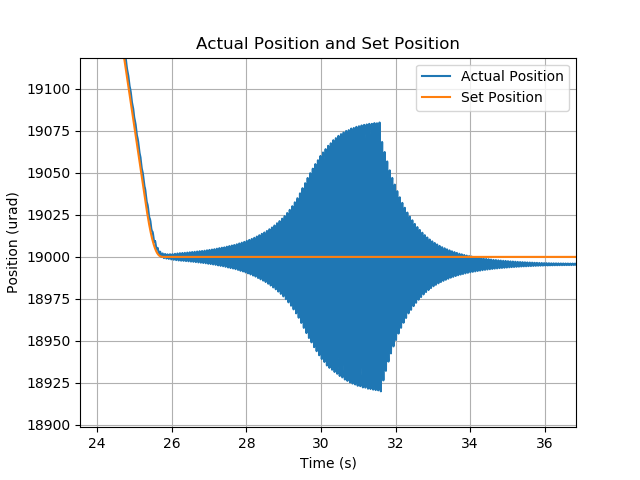 Actual Position and Set Position
Actual Position
Set Position
Position (urad)
19100
19075
19050
19025
19000
18975
18950
18925
18900
24 26 28 30 32 34 36
Time (s)